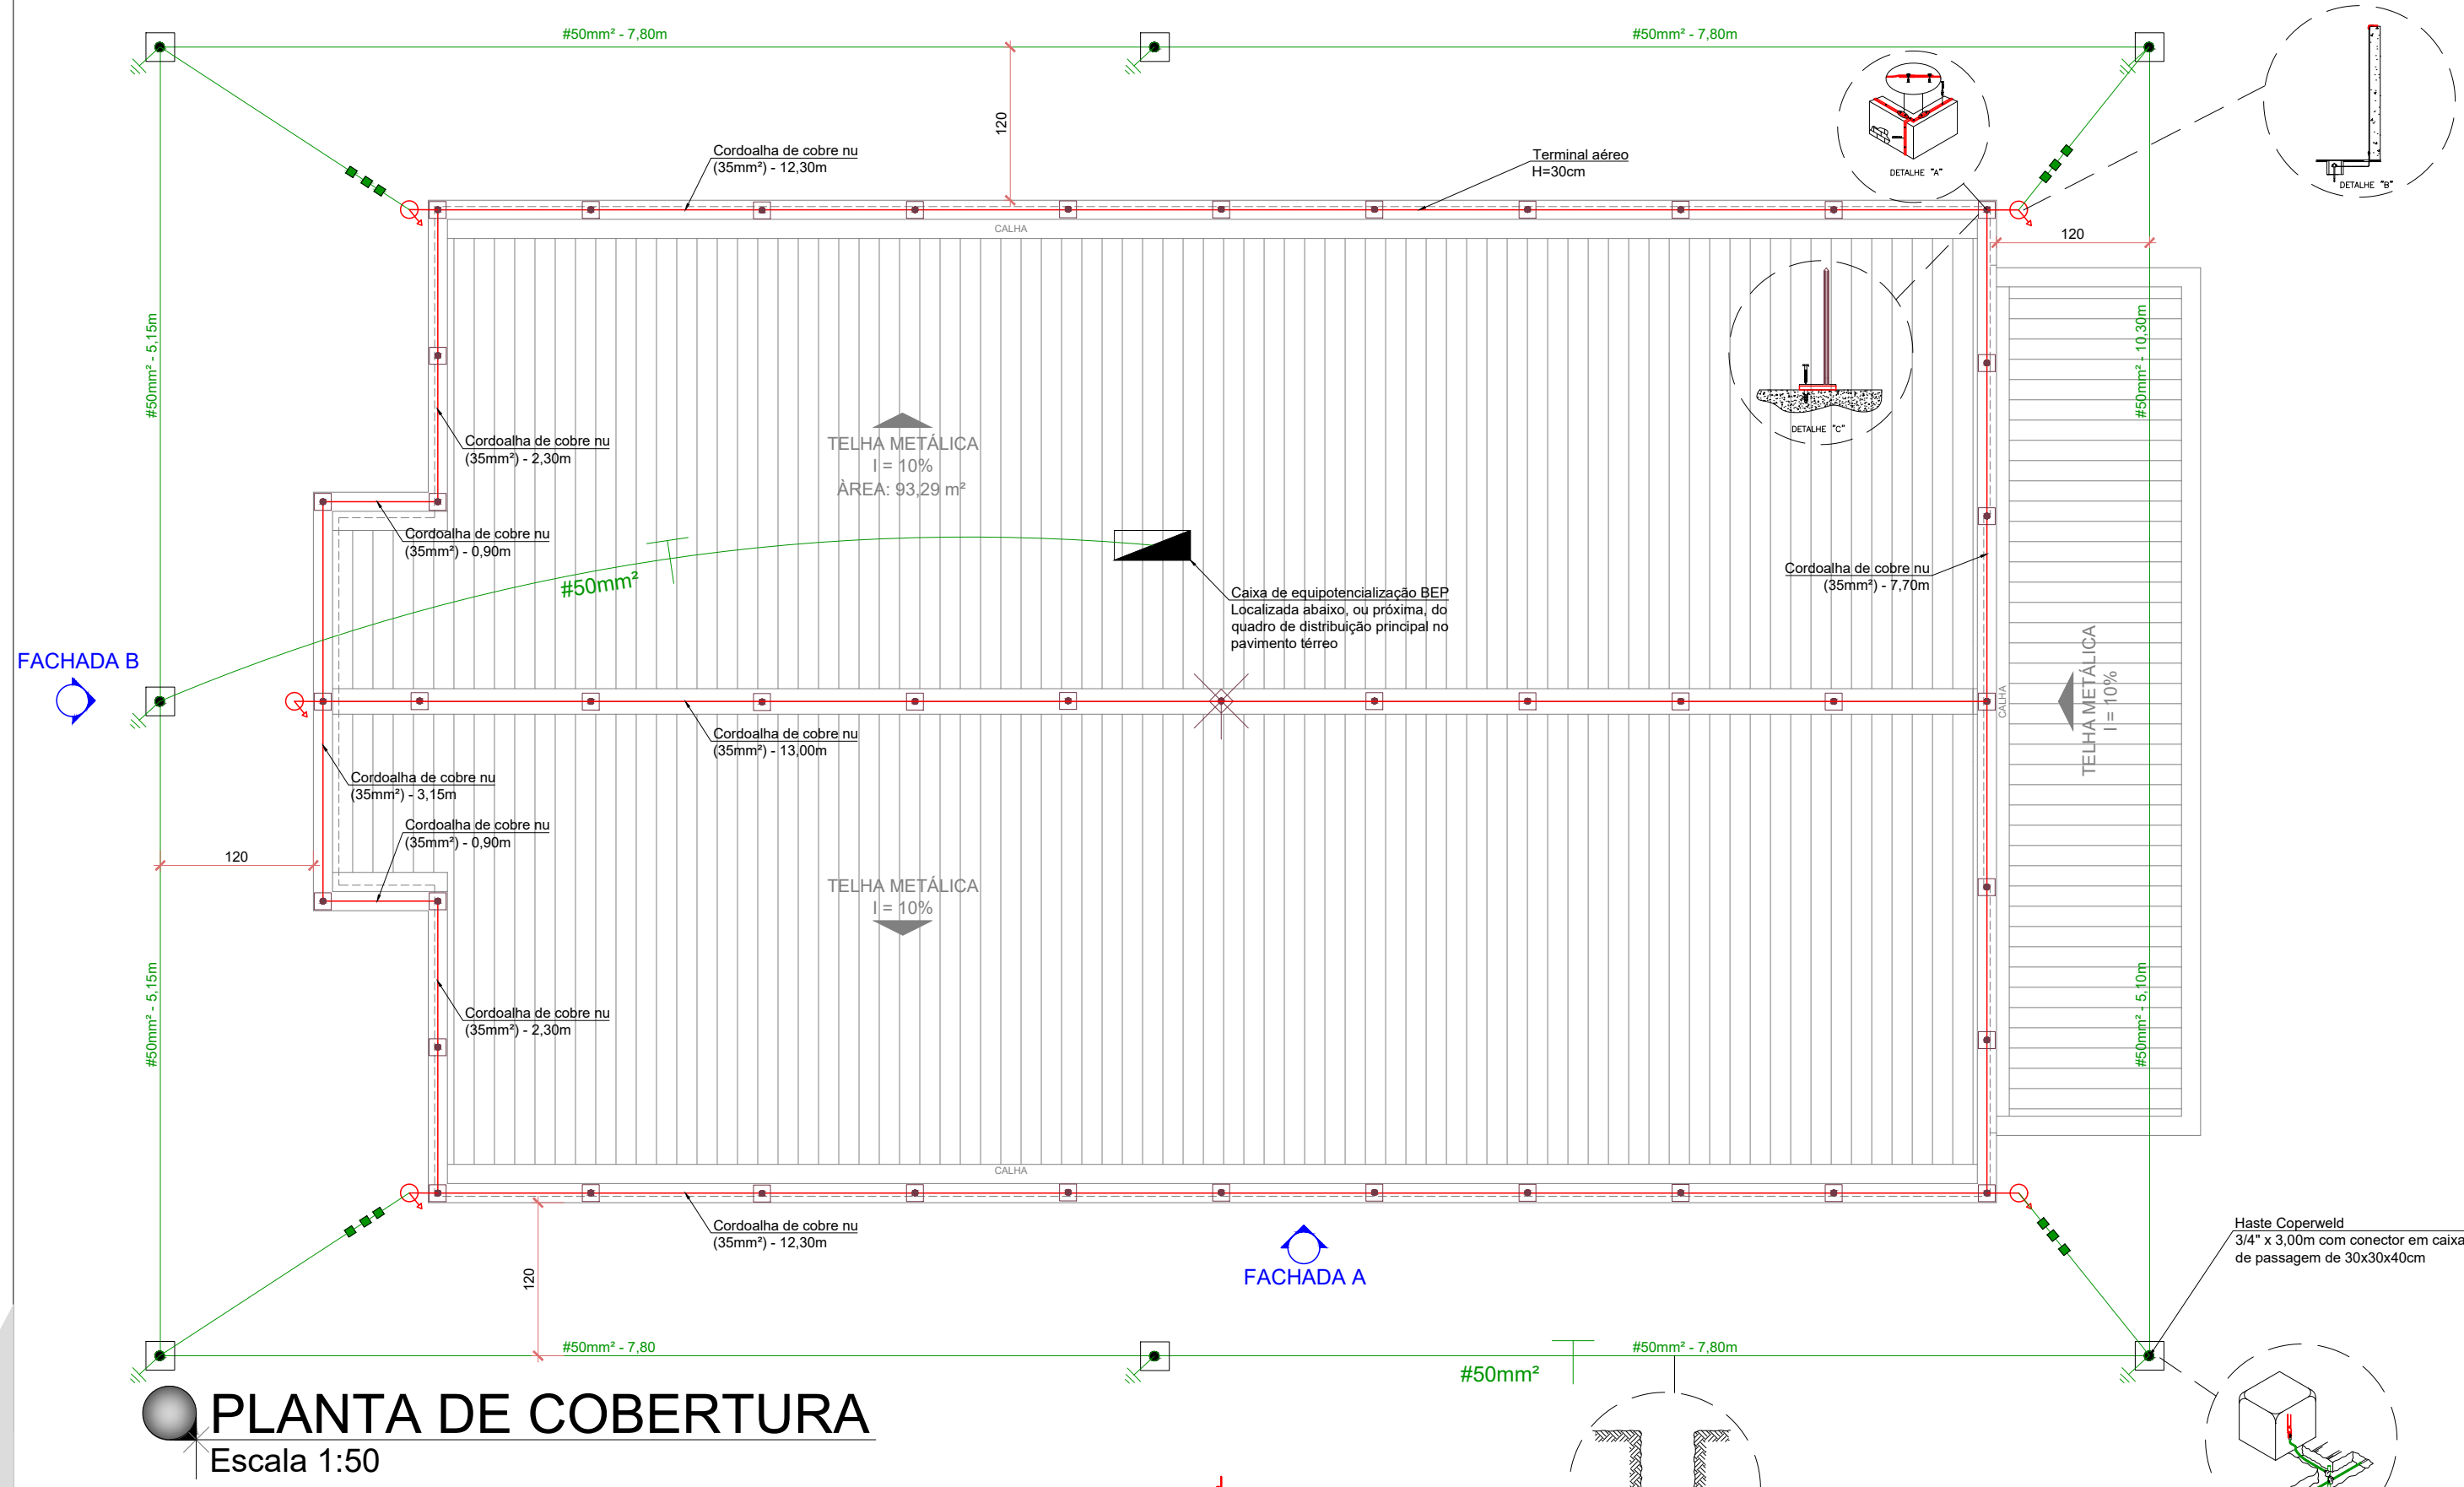 #50mm² - 7,80m
#50mm² - 7,80m
120
Cordoalha de cobre nu
(35mm²) - 12,30m
Terminal aéreo
H=30cm
DETALHE "A"
DETALHE "B"
CALHA
120
#50mm² - 5,15m
#50mm² - 10,30m
DETALHE "C"
Cordoalha de cobre nu
(35mm²) - 2,30m
TELHA METÁLICA
I = 10%
ÀREA: 93,29 m²
Cordoalha de cobre nu
(35mm²) - 0,90m
#50mm²
Cordoalha de cobre nu
(35mm²) - 7,70m
Caixa de equipotencialização BEP
Localizada abaixo, ou próxima, do
quadro de distribuição principal no
pavimento térreo
FACHADA B
CALHA
TELHA METÁLICA
I = 10%
Cordoalha de cobre nu
(35mm²) - 13,00m
Cordoalha de cobre nu
(35mm²) - 3,15m
Cordoalha de cobre nu
(35mm²) - 0,90m
120
TELHA METÁLICA
I = 10%
#50mm² - 5,15m
#50mm² - 5,10m
Cordoalha de cobre nu
(35mm²) - 2,30m
CALHA
Cordoalha de cobre nu
(35mm²) - 12,30m
120
FACHADA A
Haste Coperweld
3/4" x 3,00m com conector em caixa
de passagem de 30x30x40cm
#50mm² - 7,80
#50mm² - 7,80m
#50mm²
PLANTA DE COBERTURA
Escala 1:50